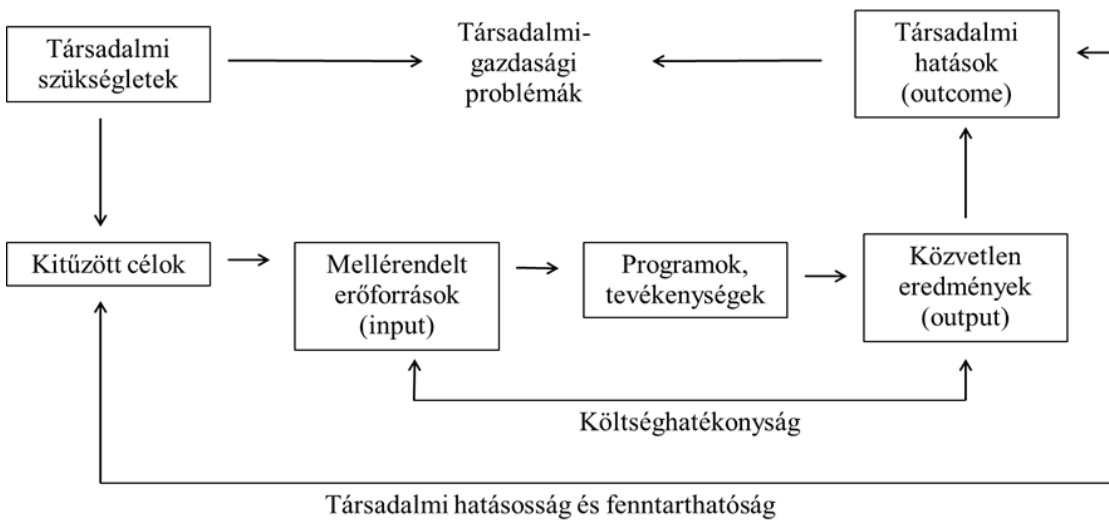 Társadalmi
szükségletek
Társadalmi-
gazdasági
problémák
Társadalmi
hatások
(outcome)
Kitűzött célok
Mellérendelt
erőforrások
(input)
Programok,
tevékenységek
Közvetlen
eredmények
(output)
Költséghatékonyság
Társadalmi hatásosság és fenntarthatóság